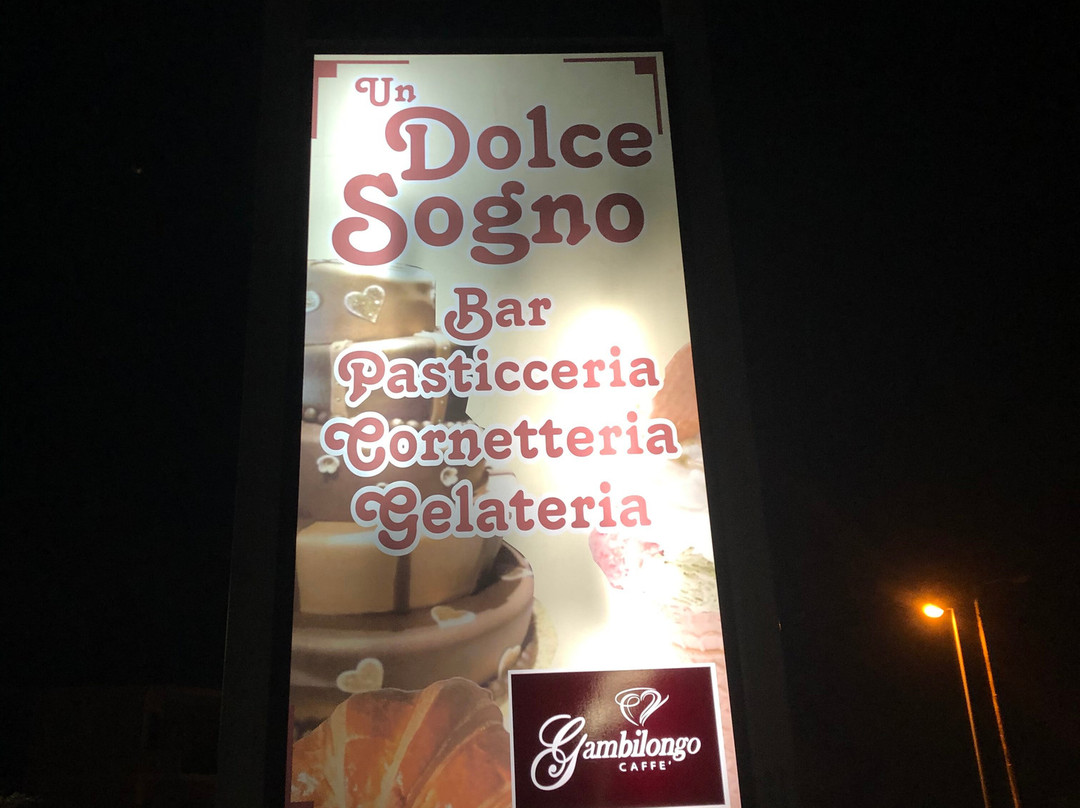 Un
Dolce
Sogno
Bar
Pasticceria
Cornetteria
Gelateria
Gambilongo
CAFFE'